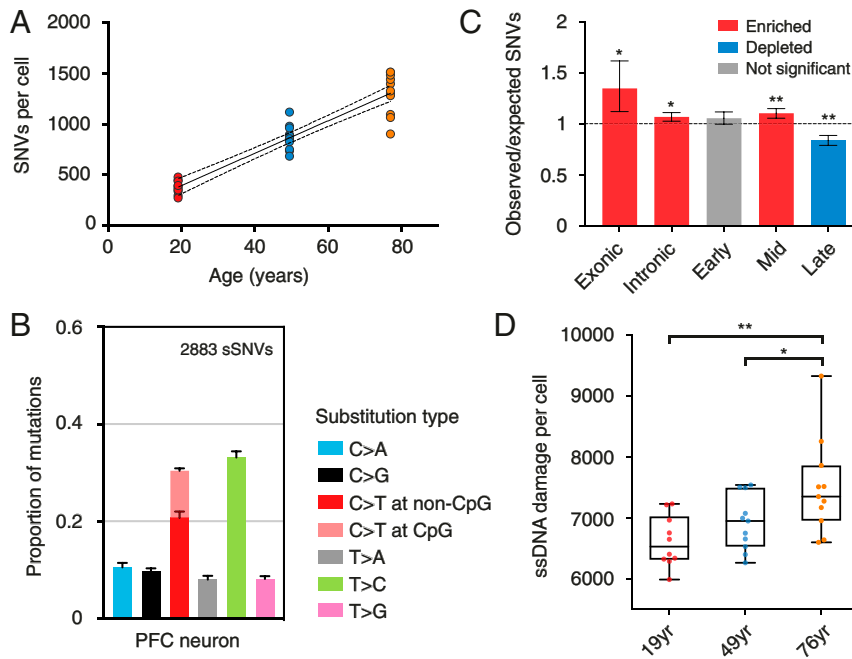 A
SNVs per cell
2000
1500
1000
500
0
0
20
40
60
80
Age (years)
C
Observed/expected SNVs
2
1.5
1
0.5
0
Enriched
Depleted
Not significant
*
*
**
**
Exonic
Intronic
Early
Mid
Late
B
Proportion of mutations
0.6
0.4
0.2
0
2883 sSNVs
PFC neuron
Substitution type
C>A
C>G
C>T at non-CpG
C>T at CpG
T>A
T>C
T>G
D
ssDNA damage per cell
10000
9000
8000
7000
6000
**
*
19yr
49yr
76yr